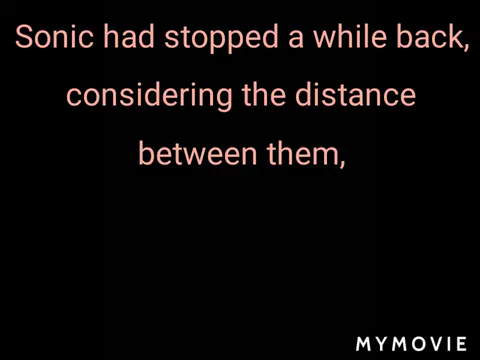 Sonic had stopped a while back,
considering the distance
between them,
MYMOVIE